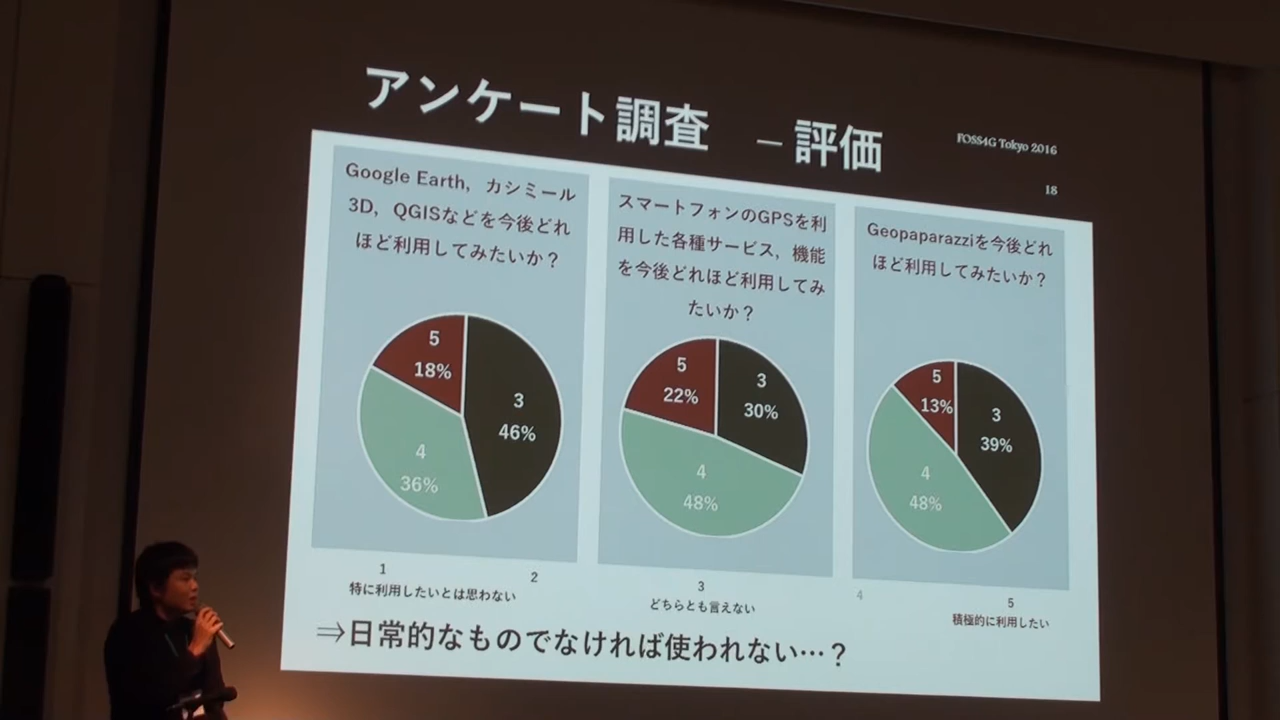 アンケート調査　–評価
FOSS4G Tokyo 2016
18
Google Earth，カシミール
3D，QGISなどを今後どれ
ほど利用してみたいか？
5
18%
3
46%
4
36%
スマートフォンのGPSを利
用した各種サービス，機能
を今後どれほど利用してみ
たいか？
5
22%
3
30%
4
48%
Geopaparazziを今後どれ
ほど利用してみたいか？
5
13%
3
39%
4
48%
1
特に利用したいとは思わない
2
3
どちらとも言えない
4
5
積極的に利用したい
⇒日常的なものでなければ使われない…？